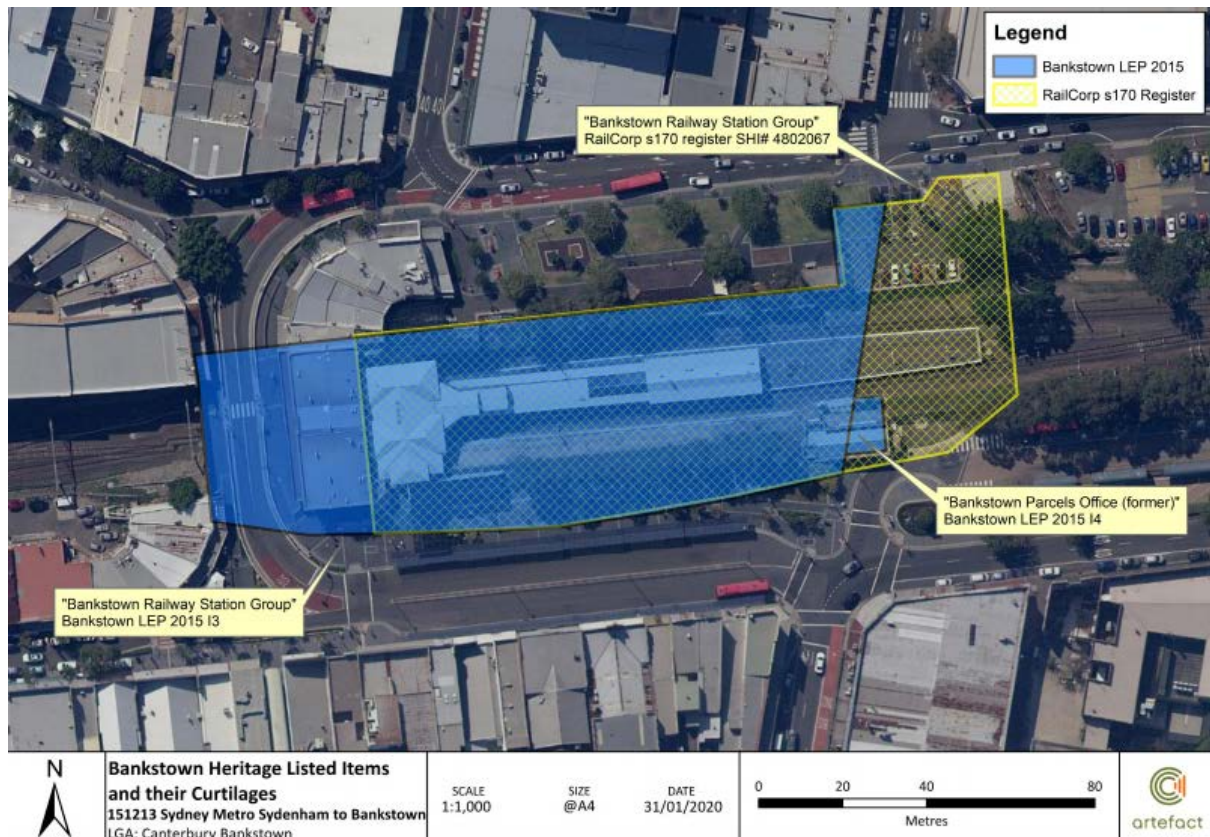 Legend
Bankstown LEP 2015
RailCorp s170 Register
"Bankstown Railway Station Group"
RailCorp s170 register SHI# 4802067
"Bankstown Parcels Office (former)"
Bankstown LEP 2015 I4
"Bankstown Railway Station Group"
Bankstown LEP 2015 I3
N
Bankstown Heritage Listed Items
and their Curtilages
151213 Sydney Metro Sydenham to Bankstown
LGA: Canterbury Bankstown
SCALE
1:1,000
SIZE
@A4
DATE
31/01/2020
0 20 40 80
Metres
artefact